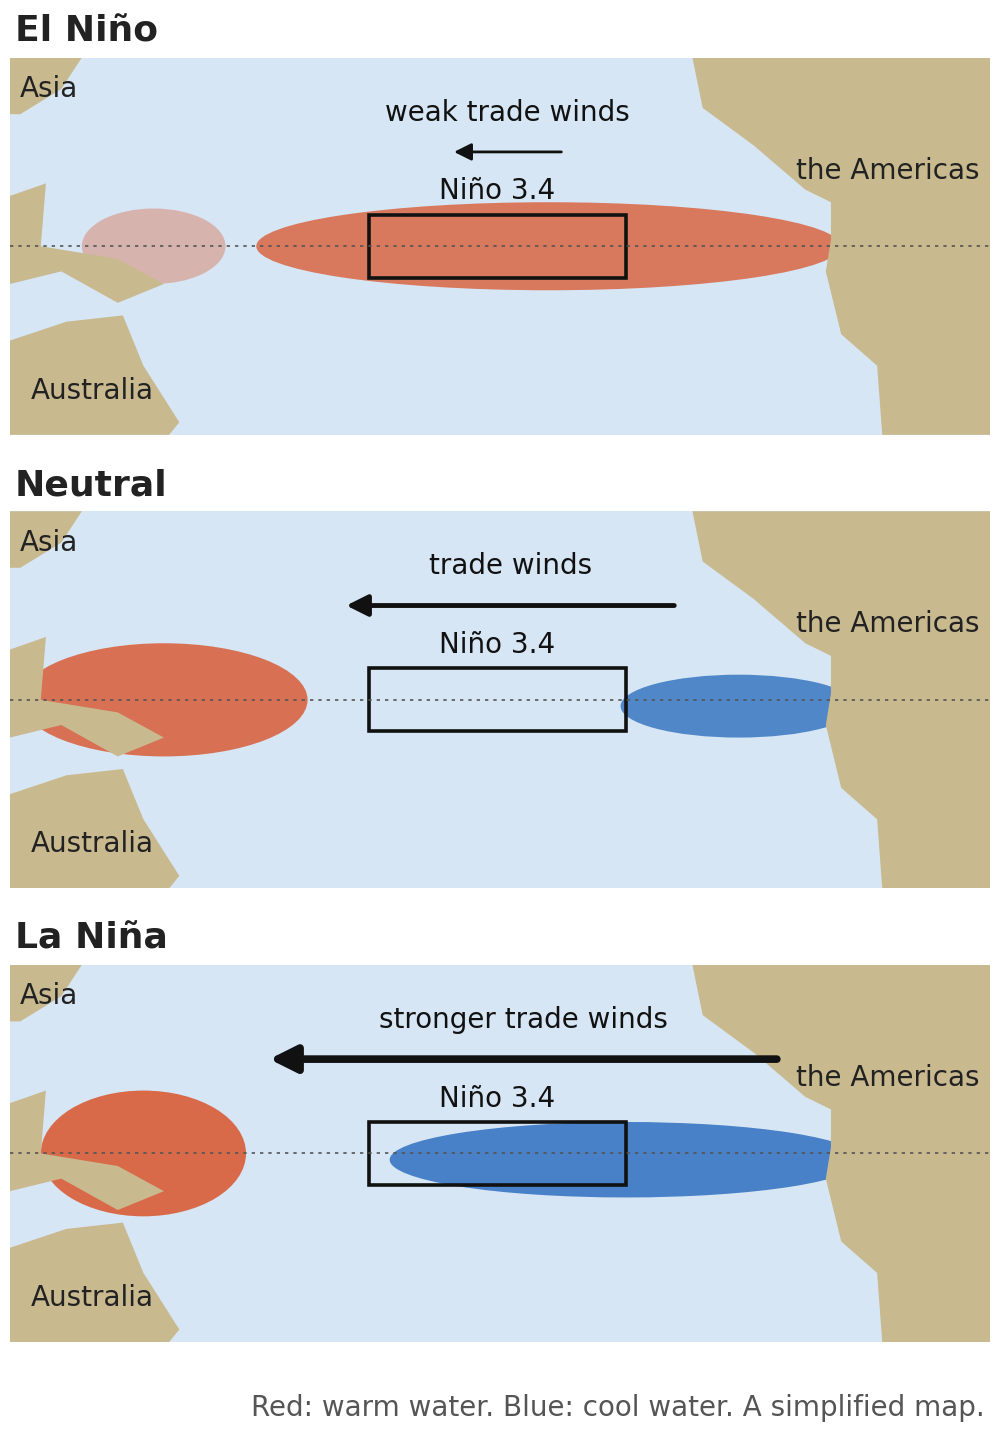 El Niño
Asia
weak trade winds
the Americas
Niño 3.4
Australia
Neutral
Asia
trade winds
the Americas
Niño 3.4
Australia
La Niña
Asia
stronger trade winds
the Americas
Niño 3.4
Australia
Red: warm water. Blue: cool water. A simplified map.